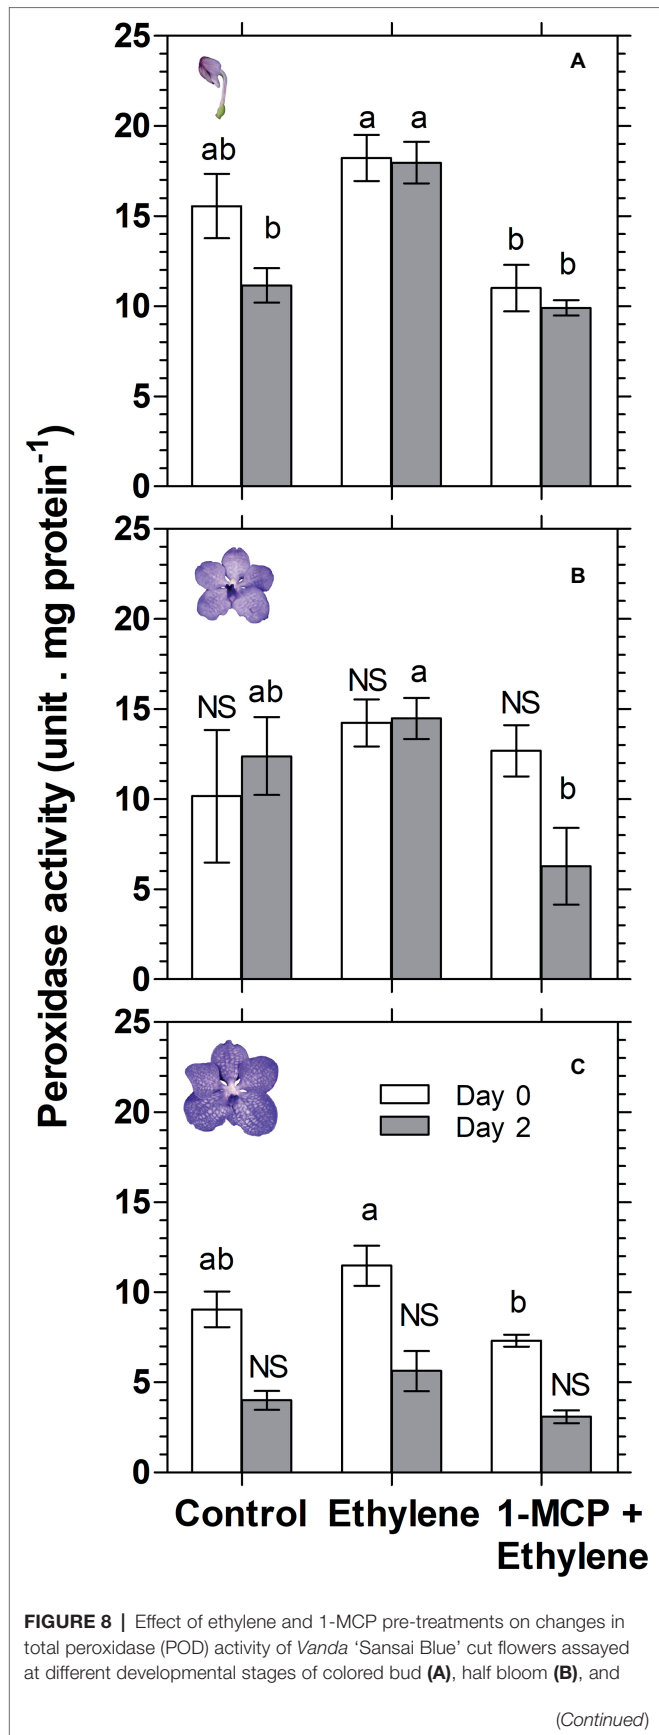 Peroxidase activity (unit . mg protein-1)
25
20
15
10
5
0
A
ab
b
a
a
b
b
25
20
15
10
5
0
B
NS
ab
NS
a
NS
b
25
20
15
10
5
0
C
Day 0
Day 2
ab
NS
a
NS
b
NS
Control Ethylene 1-MCP +
Ethylene
FIGURE 8 | Effect of ethylene and 1-MCP pre-treatments on changes in
total peroxidase (POD) activity of Vanda ‘Sansai Blue’ cut flowers assayed
at different developmental stages of colored bud (A), half bloom (B), and
(Continued)